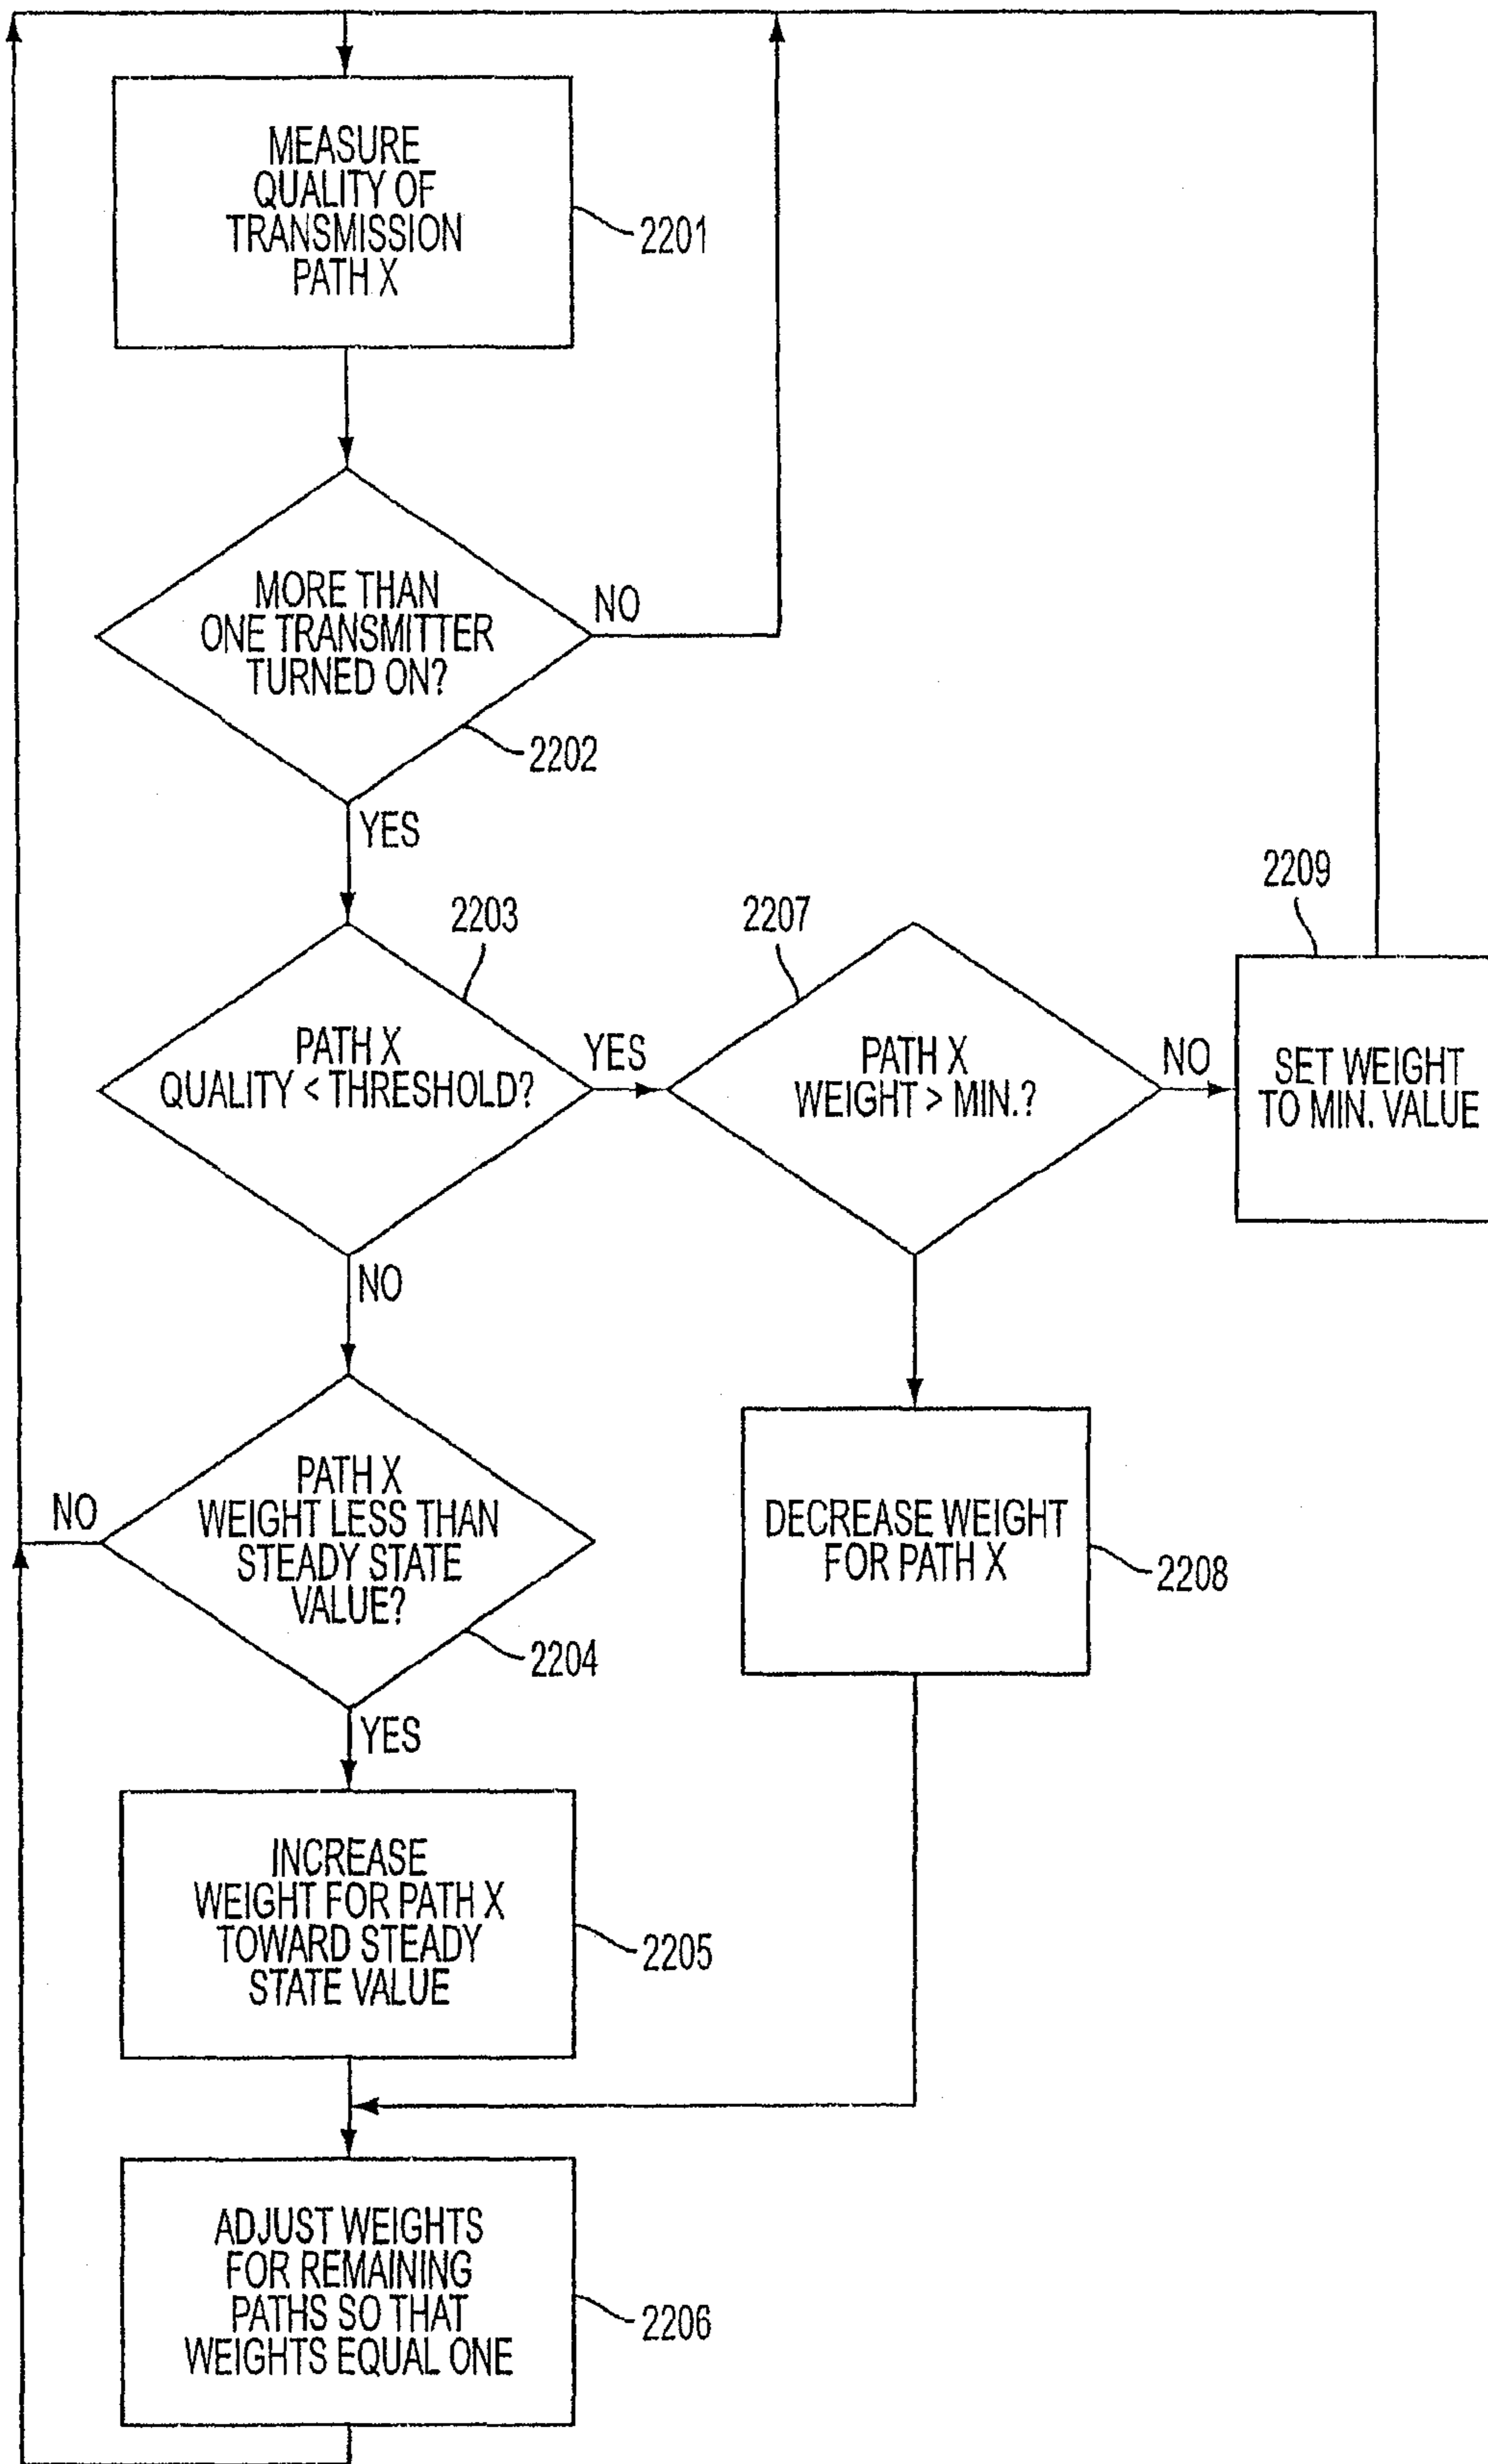 MEASURE
QUALITY OF
TRANSMISSION
PATH X
2201
MORE THAN
ONE TRANSMITTER
TURNED ON?
NO
2202
YES
2203
PATH X
QUALITY < THRESHOLD?
YES
NO
2207
PATH X
WEIGHT > MIN.?
NO
2209
SET WEIGHT
TO MIN. VALUE
PATH X
WEIGHT LESS THAN
STEADY STATE
VALUE?
NO
2204
YES
DECREASE WEIGHT
FOR PATH X
2208
INCREASE
WEIGHT FOR PATH X
TOWARD STEADY
STATE VALUE
2205
ADJUST WEIGHTS
FOR REMAINING
PATHS SO THAT
WEIGHTS EQUAL ONE
2206